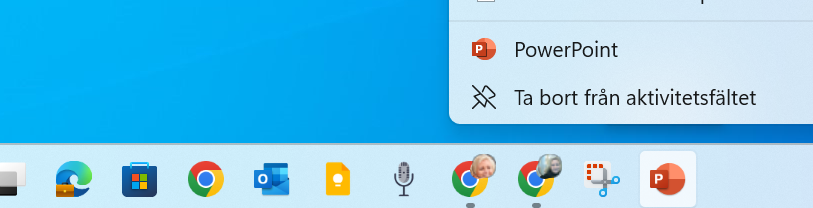 PowerPoint
Ta bort från aktivitetsfältet